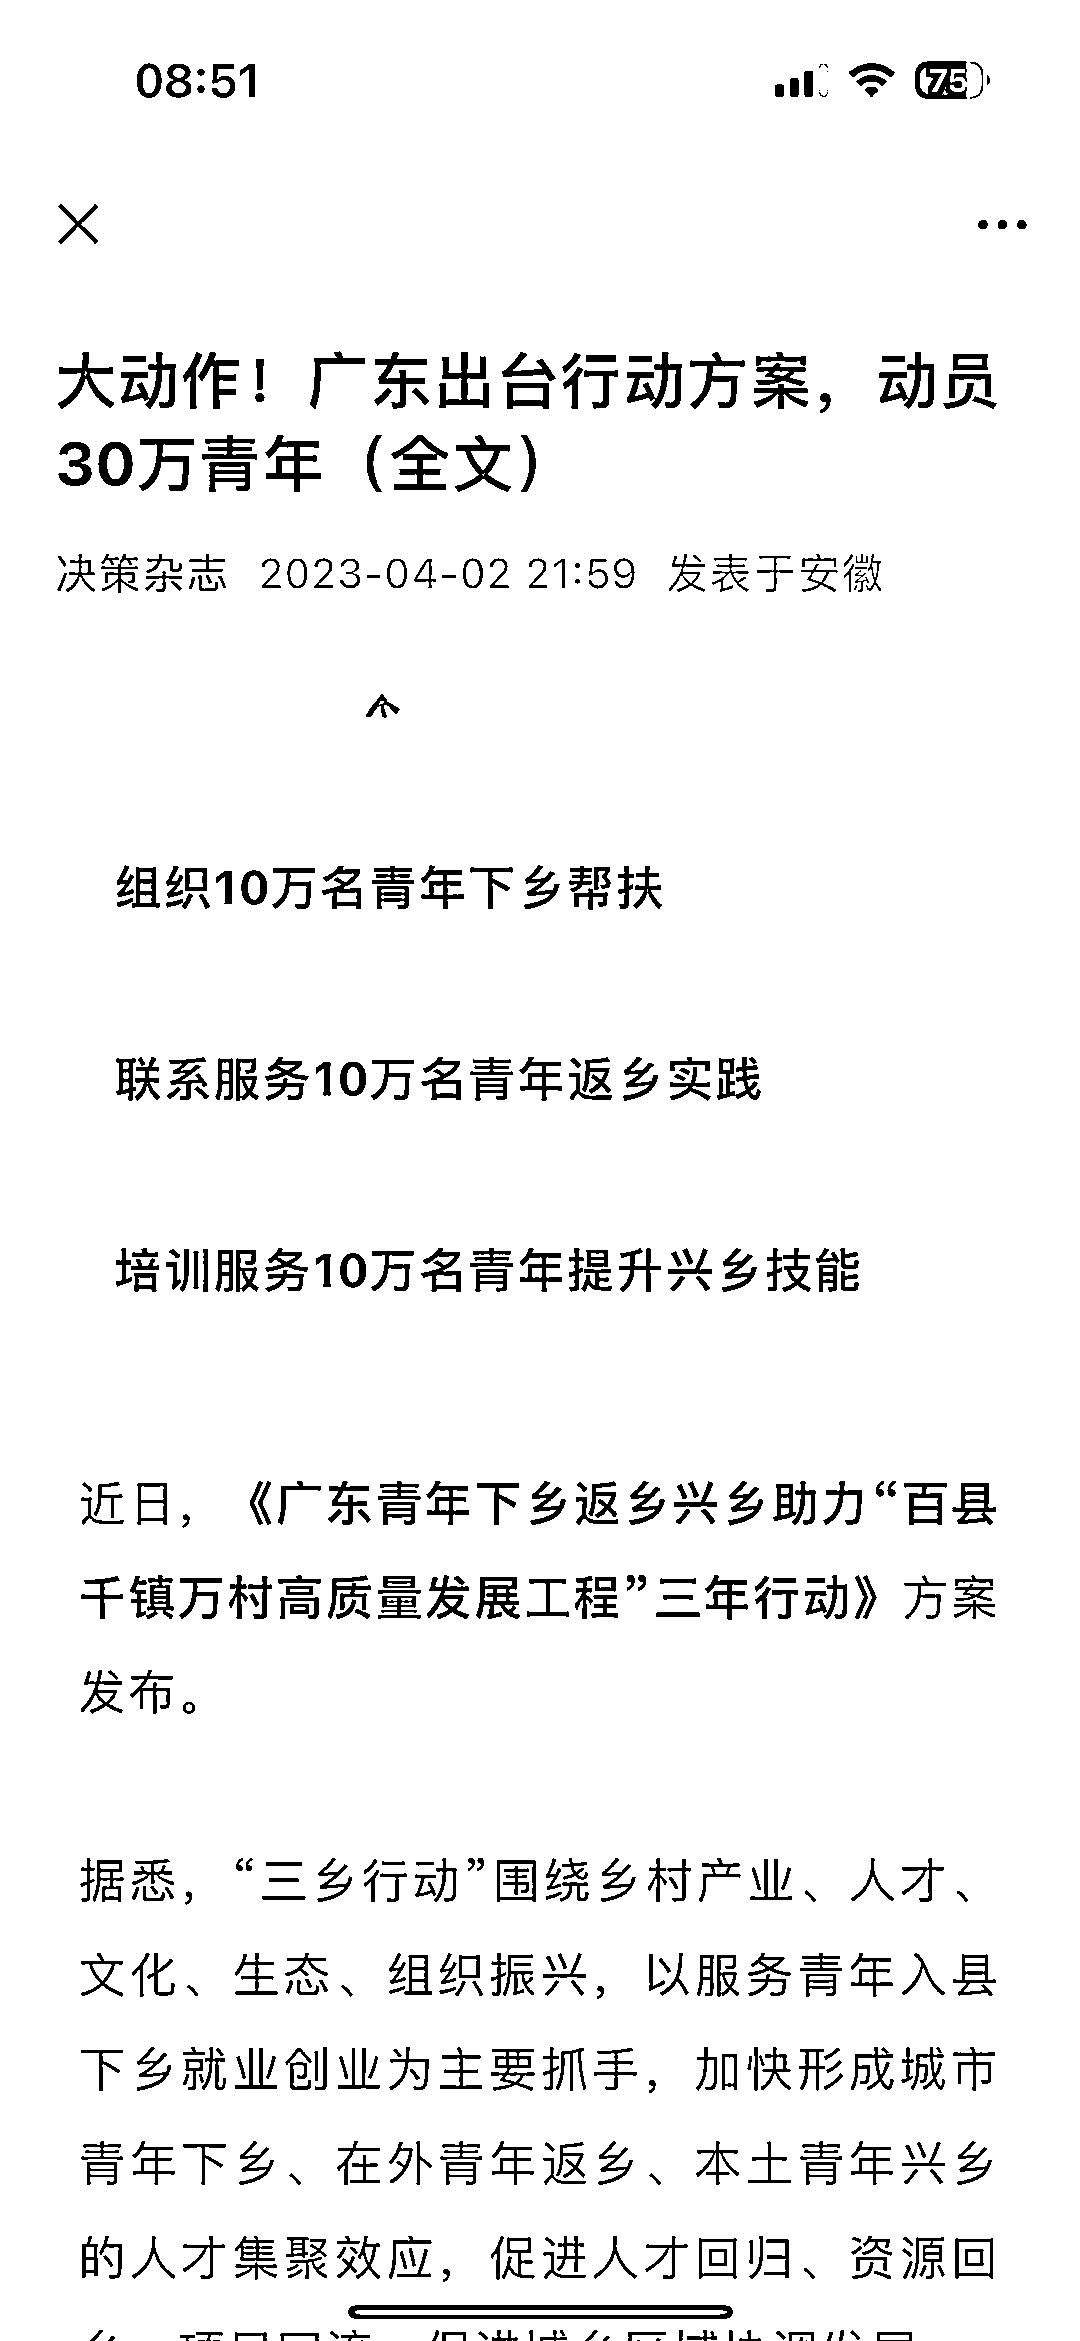 08:51
75
大动作！广东出台行动方案，动员
30万青年（全文）
决策杂志 2023-04-02 21:59 发表于安徽
组织10万名青年下乡帮扶
联系服务10万名青年返乡实践
培训服务10万名青年提升兴乡技能
近日，《广东青年下乡返乡兴乡助力“百县
千镇万村高质量发展工程”三年行动》方案
发布。
据悉，“三乡行动”围绕乡村产业、人才、
文化、生态、组织振兴，以服务青年入县
下乡就业创业为主要抓手，加快形成城市
青年下乡、在外青年返乡、本土青年兴乡
的人才集聚效应，促进人才回归、资源回